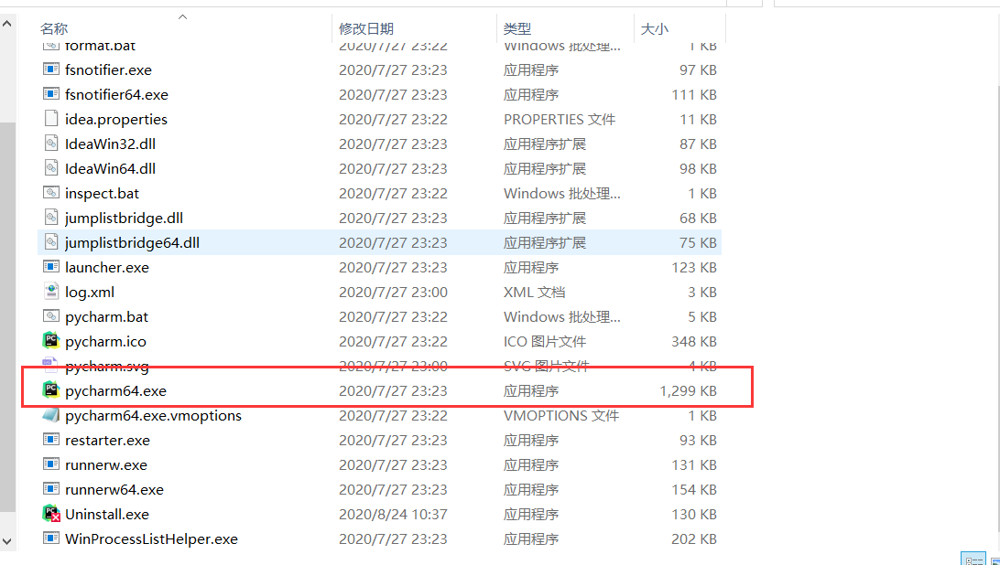 名称 修改日期 类型 大小
format.bat 2020/7/27 23:22 Windows 批处理... 1 KB
fsnotifier.exe 2020/7/27 23:23 应用程序 97 KB
fsnotifier64.exe 2020/7/27 23:23 应用程序 111 KB
idea.properties 2020/7/27 23:22 PROPERTIES 文件 11 KB
IdeaWin32.dll 2020/7/27 23:23 应用程序扩展 87 KB
IdeaWin64.dll 2020/7/27 23:23 应用程序扩展 98 KB
inspect.bat 2020/7/27 23:22 Windows 批处理... 1 KB
jumplistbridge.dll 2020/7/27 23:23 应用程序扩展 68 KB
jumplistbridge64.dll 2020/7/27 23:23 应用程序扩展 75 KB
launcher.exe 2020/7/27 23:23 应用程序 123 KB
log.xml 2020/7/27 23:00 XML 文档 3 KB
pycharm.bat 2020/7/27 23:22 Windows 批处理... 5 KB
pycharm.ico 2020/7/27 23:22 ICO 图片文件 348 KB
pycharm.svg 2020/7/27 23:00 SVG 图片文件 4 KB
pycharm64.exe 2020/7/27 23:23 应用程序 1,299 KB
pycharm64.exe.vmoptions 2020/7/27 23:22 VMOPTIONS 文件 1 KB
restarter.exe 2020/7/27 23:23 应用程序 93 KB
runnerw.exe 2020/7/27 23:23 应用程序 131 KB
runnerw64.exe 2020/7/27 23:23 应用程序 154 KB
Uninstall.exe 2020/8/24 10:37 应用程序 130 KB
WinProcessListHelper.exe 2020/7/27 23:23 应用程序 202 KB